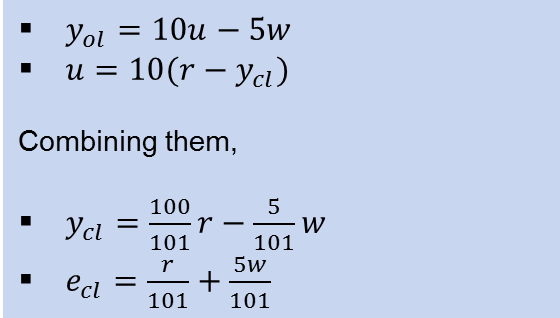 ▪ y_ol = 10u − 5w
▪ u = 10(r − y_cl)
Combining them,
▪ y_cl = 100/101 r − 5/101 w
▪ e_cl = r/101 + 5w/101